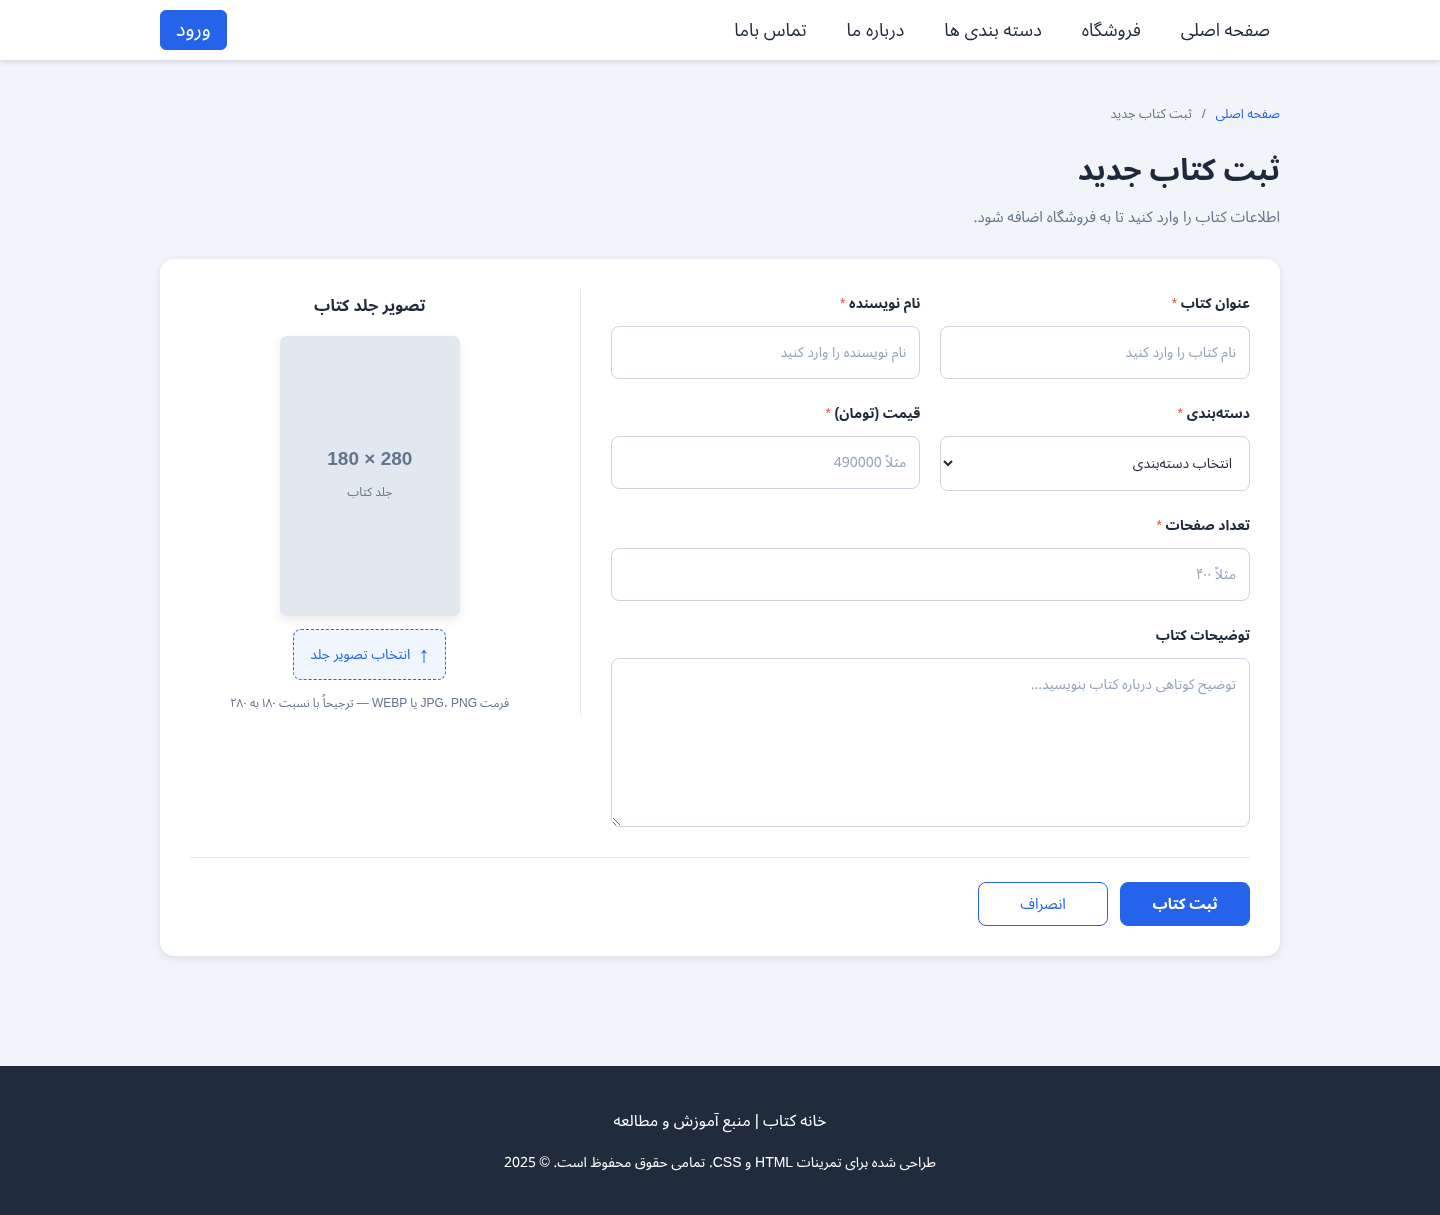 صفحه اصلی فروشگاه دسته بندی ها درباره ما تماس باما ورود
صفحه اصلی / ثبت کتاب جدید
ثبت کتاب جدید
اطلاعات کتاب را وارد کنید تا به فروشگاه اضافه شود.
عنوان کتاب *
نام کتاب را وارد کنید
نام نویسنده *
نام نویسنده را وارد کنید
دسته‌بندی *
انتخاب دسته‌بندی
قیمت (تومان) *
مثلاً 490000
تعداد صفحات *
مثلاً ۴۰۰
توضیحات کتاب
توضیح کوتاهی درباره کتاب بنویسید...
تصویر جلد کتاب
180 × 280
جلد کتاب
↑ انتخاب تصویر جلد
فرمت JPG، PNG یا WEBP — ترجیحاً با نسبت ۱۸۰ به ۲۸۰
ثبت کتاب
انصراف
خانه کتاب | منبع آموزش و مطالعه
طراحی شده برای تمرینات HTML و CSS. تمامی حقوق محفوظ است. © 2025